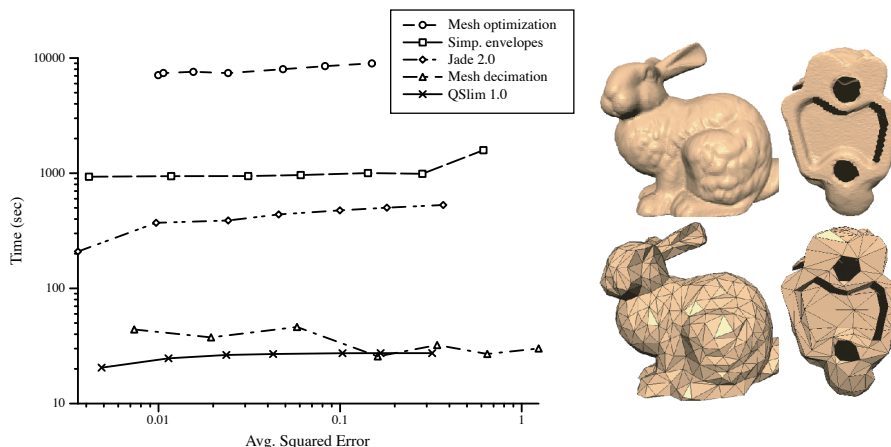 Mesh optimization
Simp. envelopes
Jade 2.0
Mesh decimation
QSlim 1.0
10000
1000
100
10
Time (sec)
0.01
0.1
1
Avg. Squared Error